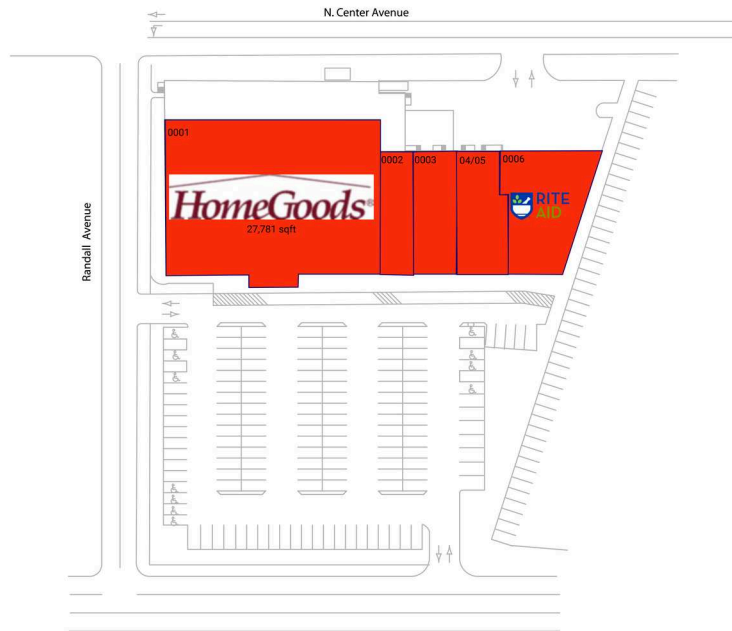 N. Center Avenue
0001
0002
0003
04/05
0006
HomeGoods®
RITE
AID
27,781 sqft
Randall Avenue